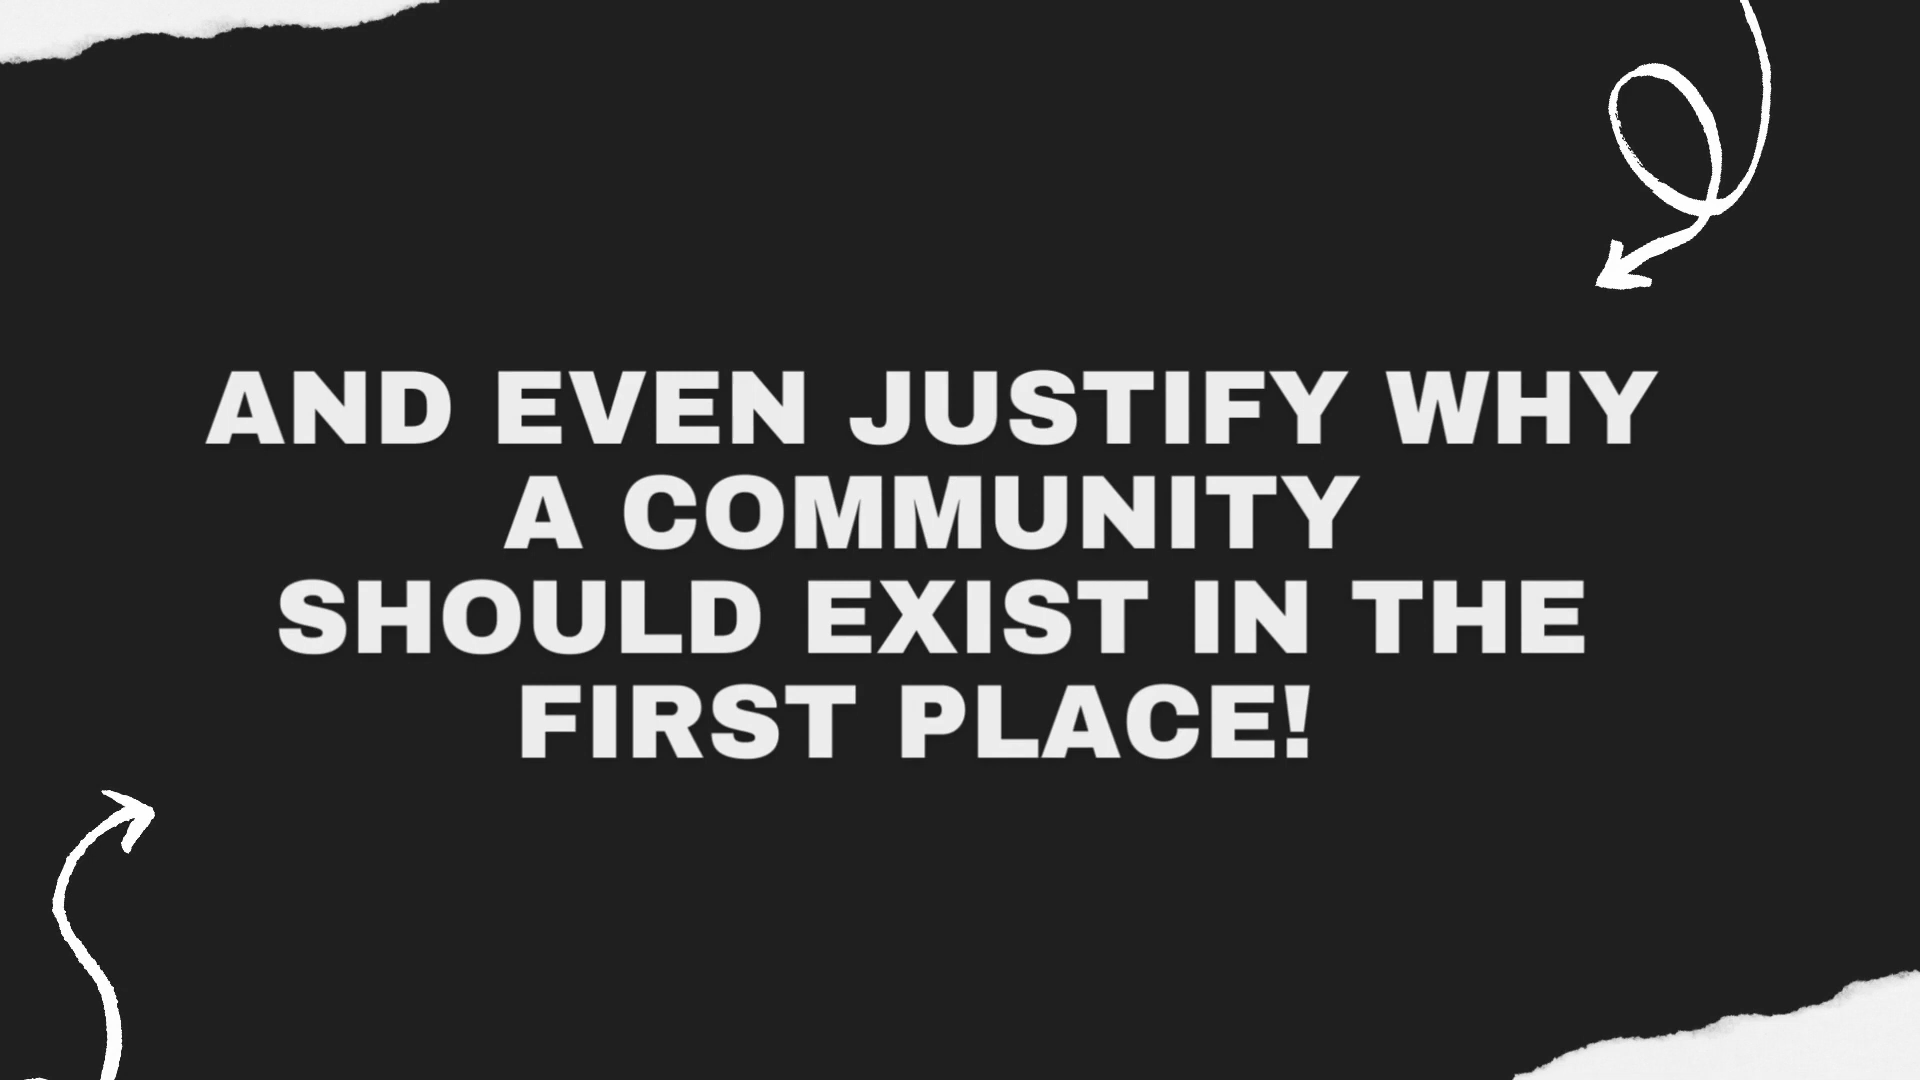 AND EVEN JUSTIFY WHY
A COMMUNITY
SHOULD EXIST IN THE
FIRST PLACE!